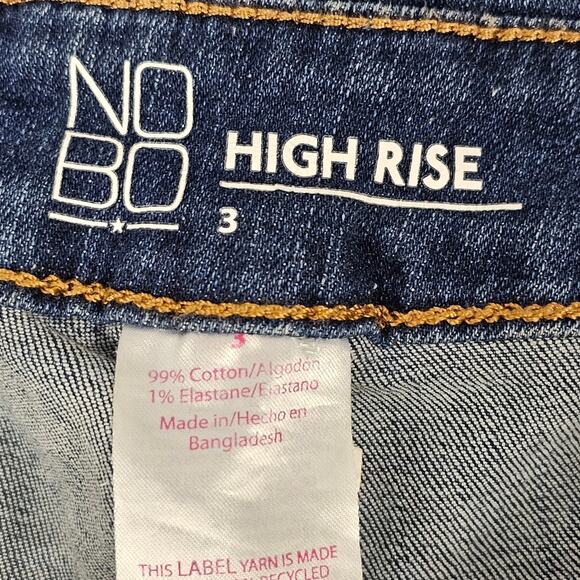 NO
BO
HIGH RISE
3
3
99% Cotton/Algodón
1% Elastane/Elastano
Made in/Hecho en
Bangladesh
THIS LABEL YARN IS MADE
RECYCLED